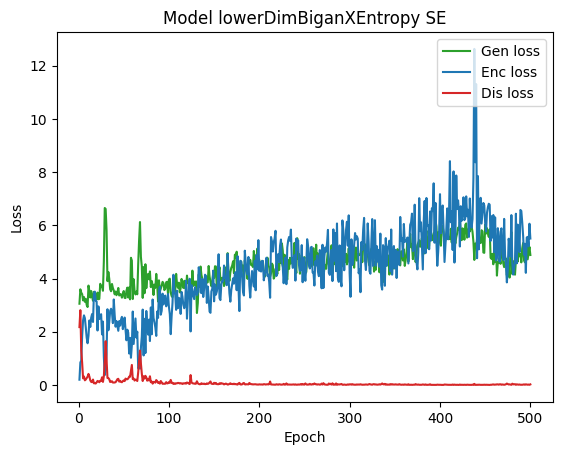 Model lowerDimBiganXEntropy SE
Gen loss
Enc loss
Dis loss
12
10
8
6
4
2
0
Loss
0 100 200 300 400 500
Epoch